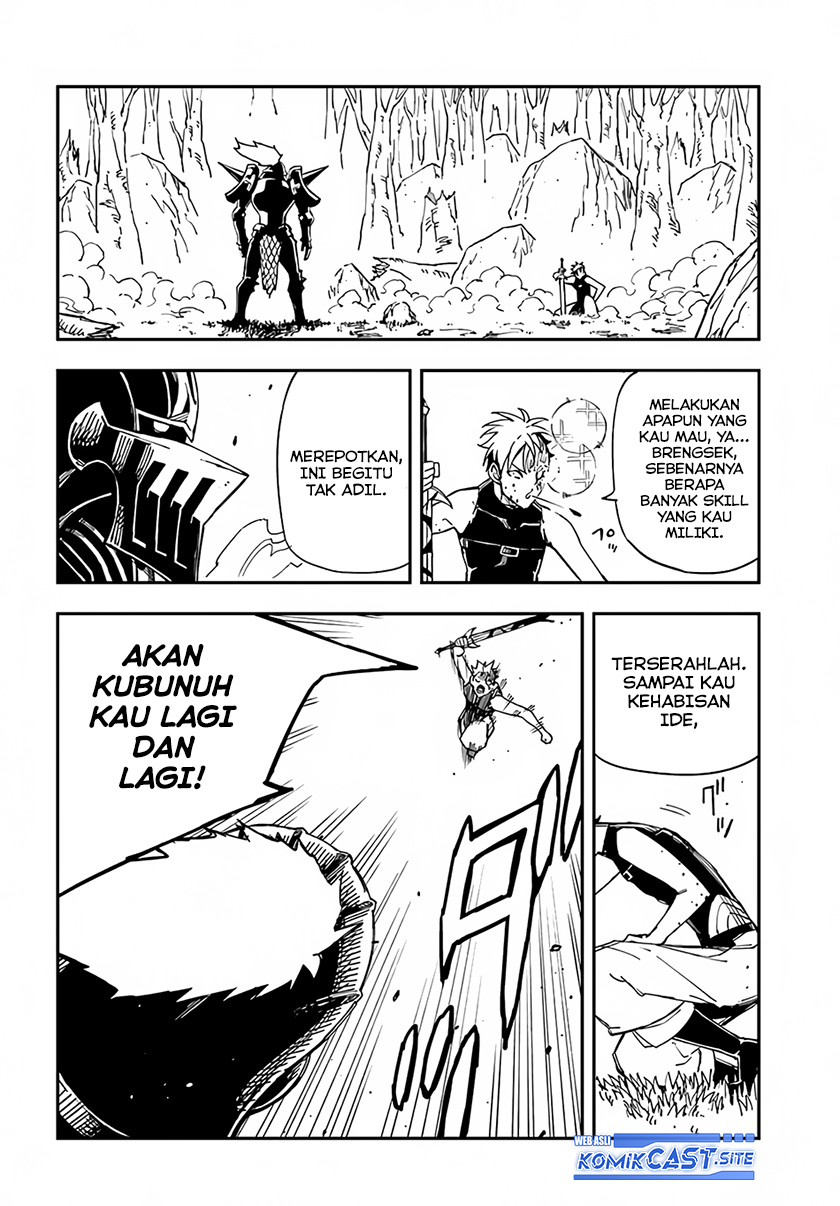 MELAKUKAN
APAPUN YANG
KAU MAU, YA...
BRENGSEK,
SEBENARNYA
BERAPA
BANYAK SKILL
YANG KAU
MILIKI.
MEREPOTKAN,
INI BEGITU
TAK ADIL.
TERSERAHLAH.
SAMPAI KAU
KEHABISAN
IDE,
AKAN
KUBUNUH
KAU LAGI
DAN
LAGI!
WEB ASLI
KOMIKCAST.SITE